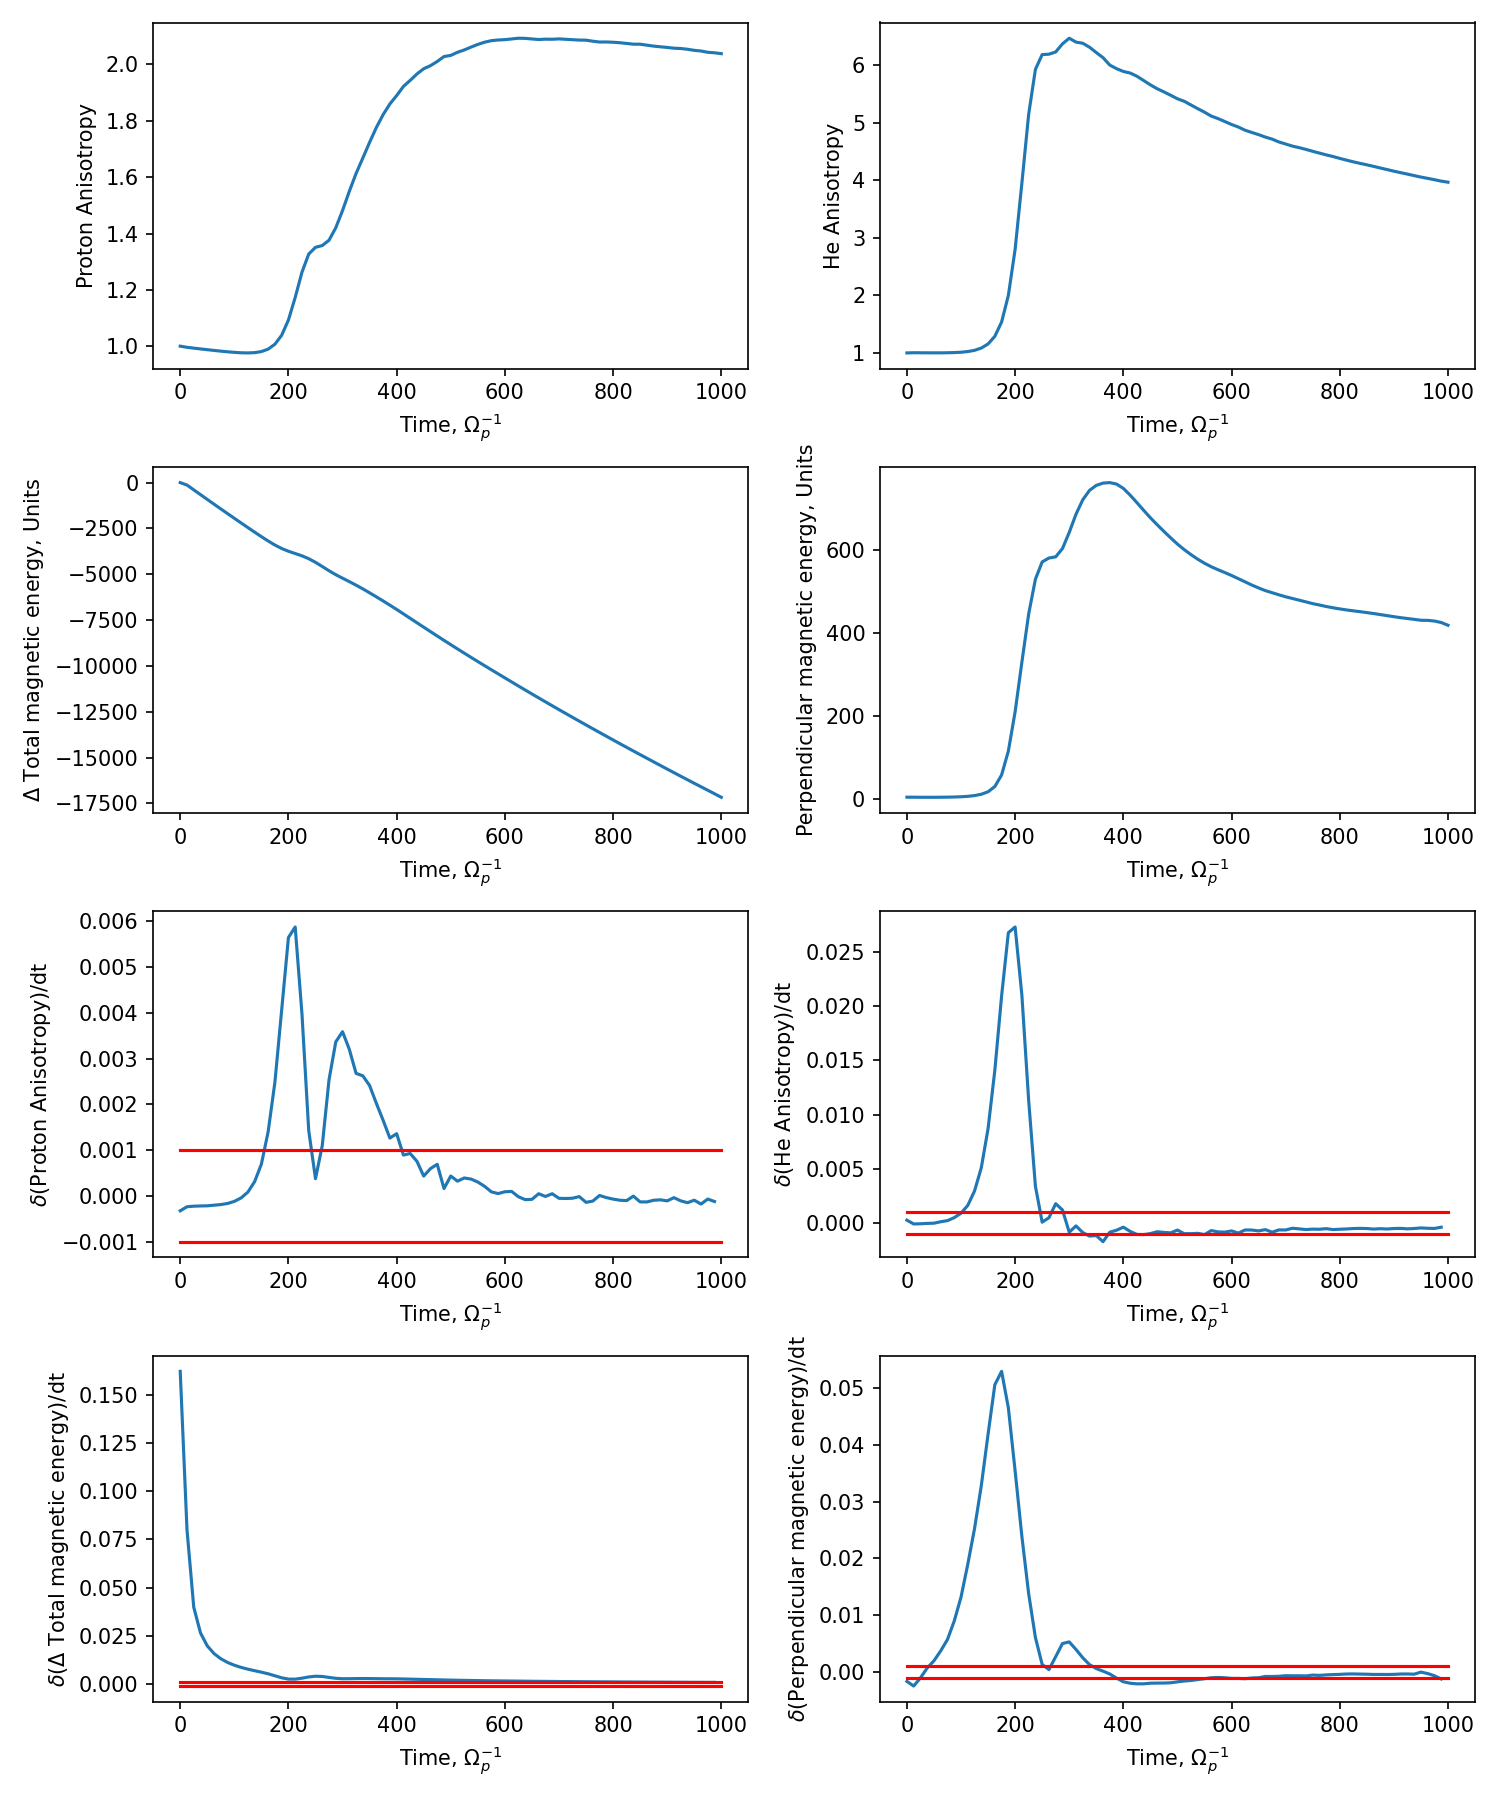 Proton Anisotropy
2.0
1.8
1.6
1.4
1.2
1.0
0 200 400 600 800 1000
Time, Ωp⁻¹
He Anisotropy
6
5
4
3
2
1
0 200 400 600 800 1000
Time, Ωp⁻¹
Δ Total magnetic energy, Units
0
−2500
−5000
−7500
−10000
−12500
−15000
−17500
0 200 400 600 800 1000
Time, Ωp⁻¹
Perpendicular magnetic energy, Units
600
400
200
0
0 200 400 600 800 1000
Time, Ωp⁻¹
δ(Proton Anisotropy)/dt
0.006
0.005
0.004
0.003
0.002
0.001
0.000
−0.001
0 200 400 600 800 1000
Time, Ωp⁻¹
δ(He Anisotropy)/dt
0.025
0.020
0.015
0.010
0.005
0.000
0 200 400 600 800 1000
Time, Ωp⁻¹
δ(Δ Total magnetic energy)/dt
0.150
0.125
0.100
0.075
0.050
0.025
0.000
0 200 400 600 800 1000
Time, Ωp⁻¹
δ(Perpendicular magnetic energy)/dt
0.05
0.04
0.03
0.02
0.01
0.00
0 200 400 600 800 1000
Time, Ωp⁻¹